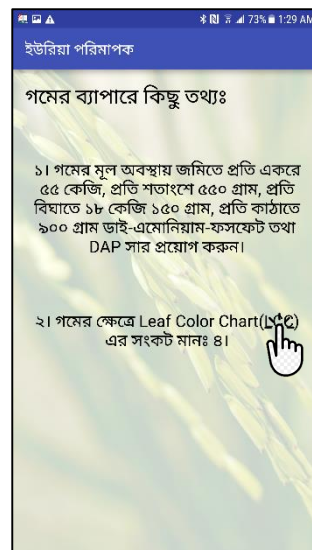 73% 1:29 AM
ইউরিয়া পরিমাপক
গমের ব্যাপারে কিছু তথ্যঃ
১। গমের মূল অবস্থায় জমিতে প্রতি একরে
৫৫ কেজি, প্রতি শতাংশে ৫৫০ গ্রাম, প্রতি
বিঘাতে ১৮ কেজি ১৫০ গ্রাম, প্রতি কাঠাতে
৯০০ গ্রাম ডাই-এমোনিয়াম-ফসফেট তথা
DAP সার প্রয়োগ করুন।
২। গমের ক্ষেত্রে Leaf Color Chart(LCC)
এর সংকট মানঃ ৪।